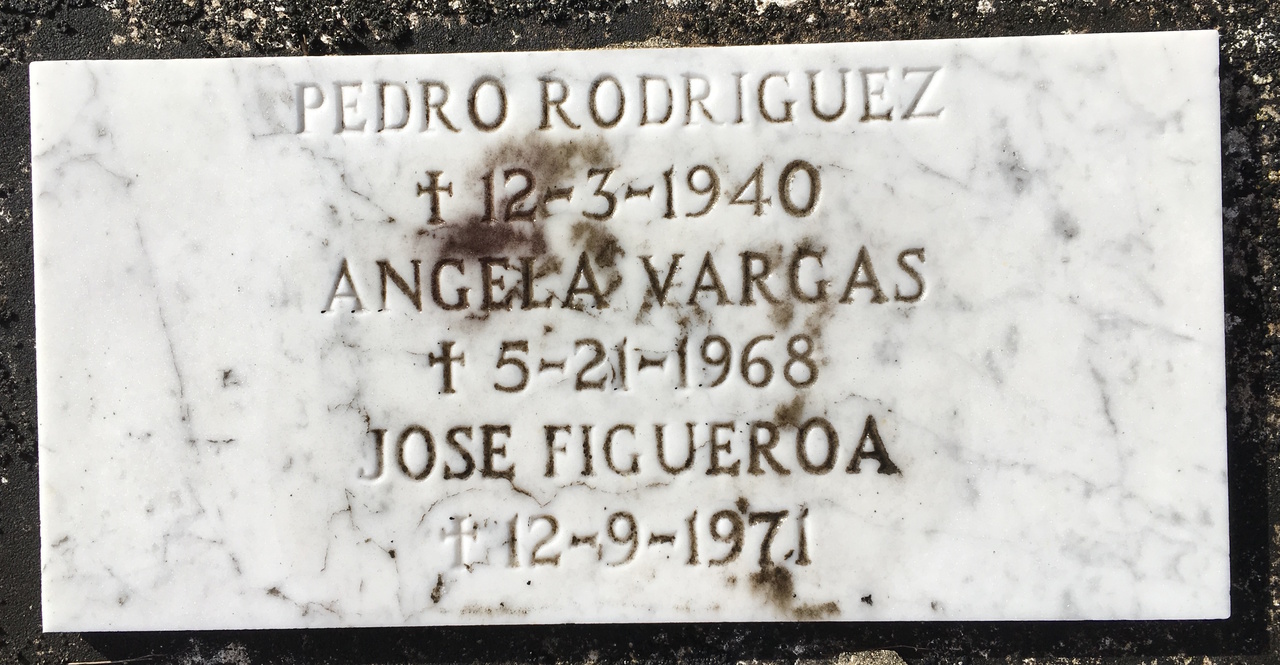 PEDRO RODRIGUEZ
✝ 12-3-1940
ANGELA VARGAS
✝ 5-21-1968
JOSE FIGUEROA
✝ 12-9-1971